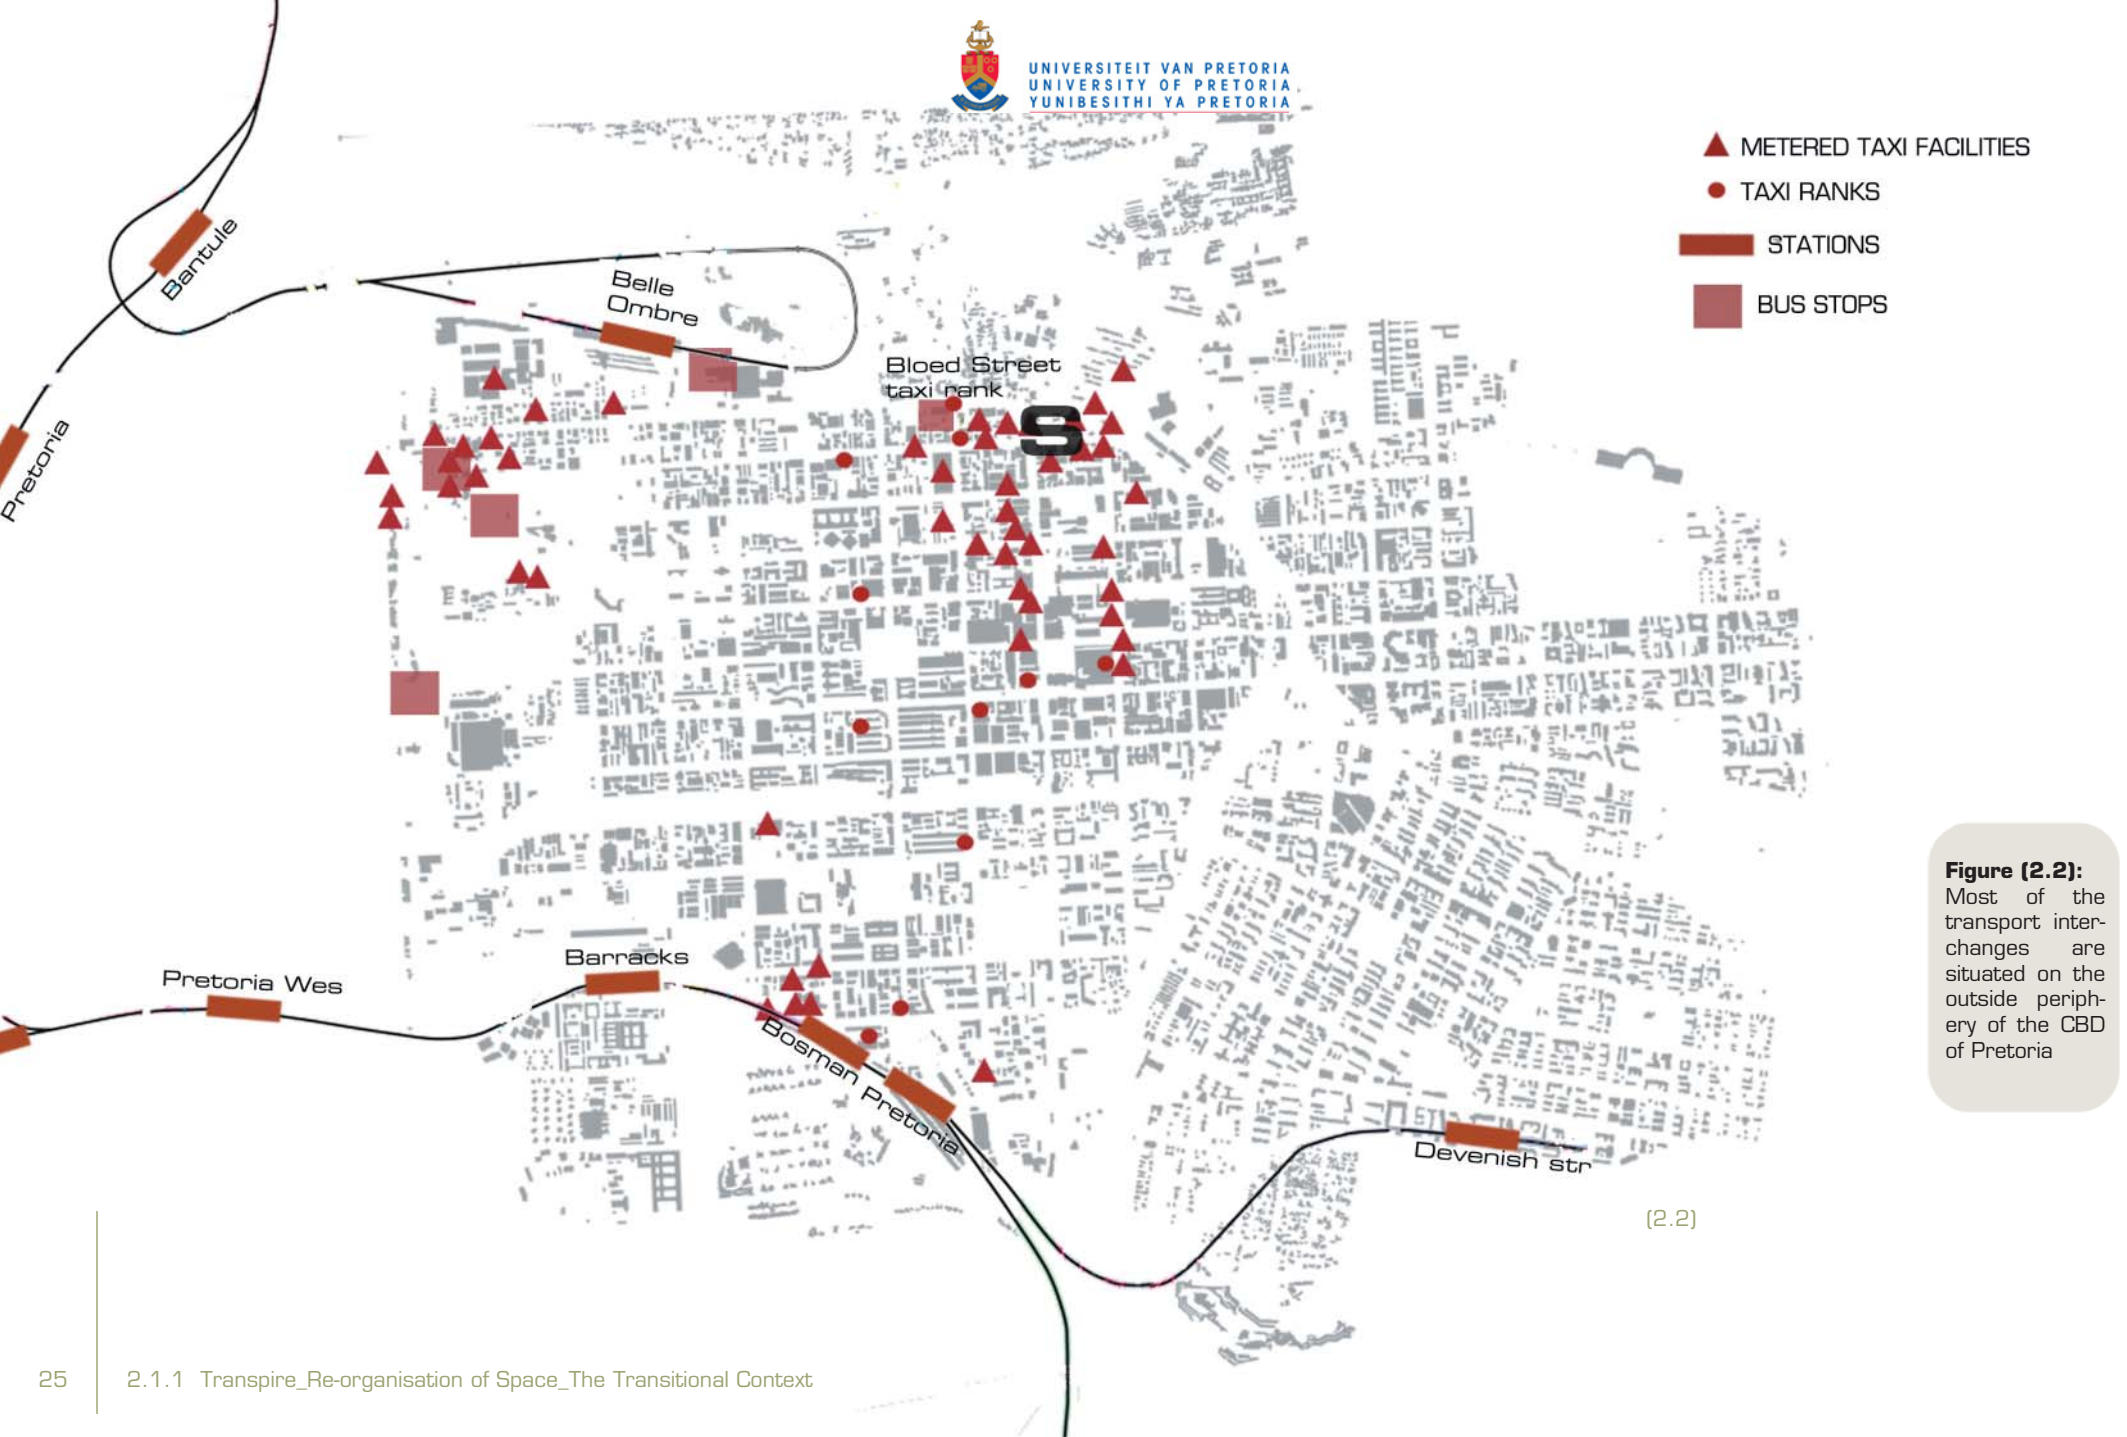 UNIVERSITEIT VAN PRETORIA
UNIVERSITY OF PRETORIA
YUNIBESITHI YA PRETORIA
METERED TAXI FACILITIES
TAXI RANKS
STATIONS
BUS STOPS
Bantule
Belle
Ombre
Bloed Street
taxi rank
S
Pretoria
Pretoria Wes
Barracks
Bosman
Pretoria
Devenish str
Figure (2.2):
Most of the
transport inter-
changes are
situated on the
outside periph-
ery of the CBD
of Pretoria
(2.2)
25
2.1.1 Transpire_Re-organisation of Space_The Transitional Context